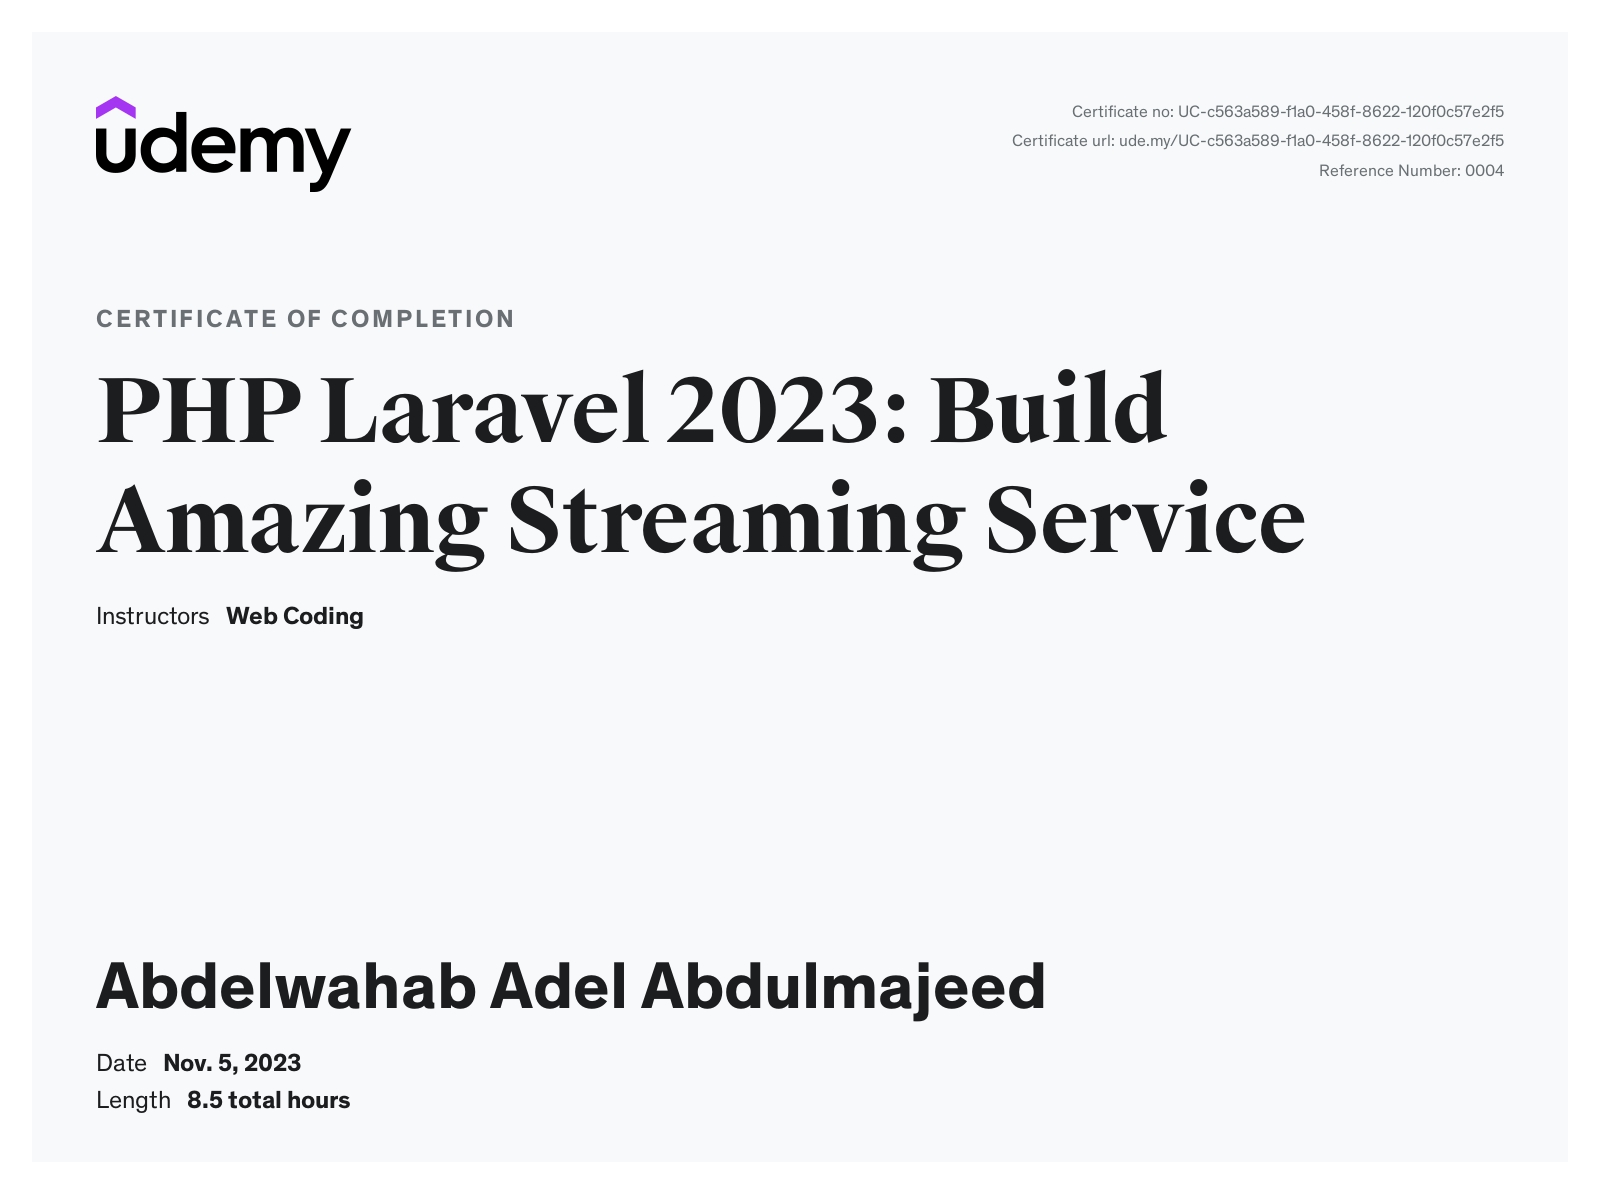 udemy
Certificate no: UC-c563a589-f1a0-458f-8622-120f0c57e2f5
Certificate url: ude.my/UC-c563a589-f1a0-458f-8622-120f0c57e2f5
Reference Number: 0004
CERTIFICATE OF COMPLETION
PHP Laravel 2023: Build
Amazing Streaming Service
Instructors Web Coding
Abdelwahab Adel Abdulmajeed
Date Nov. 5, 2023
Length 8.5 total hours